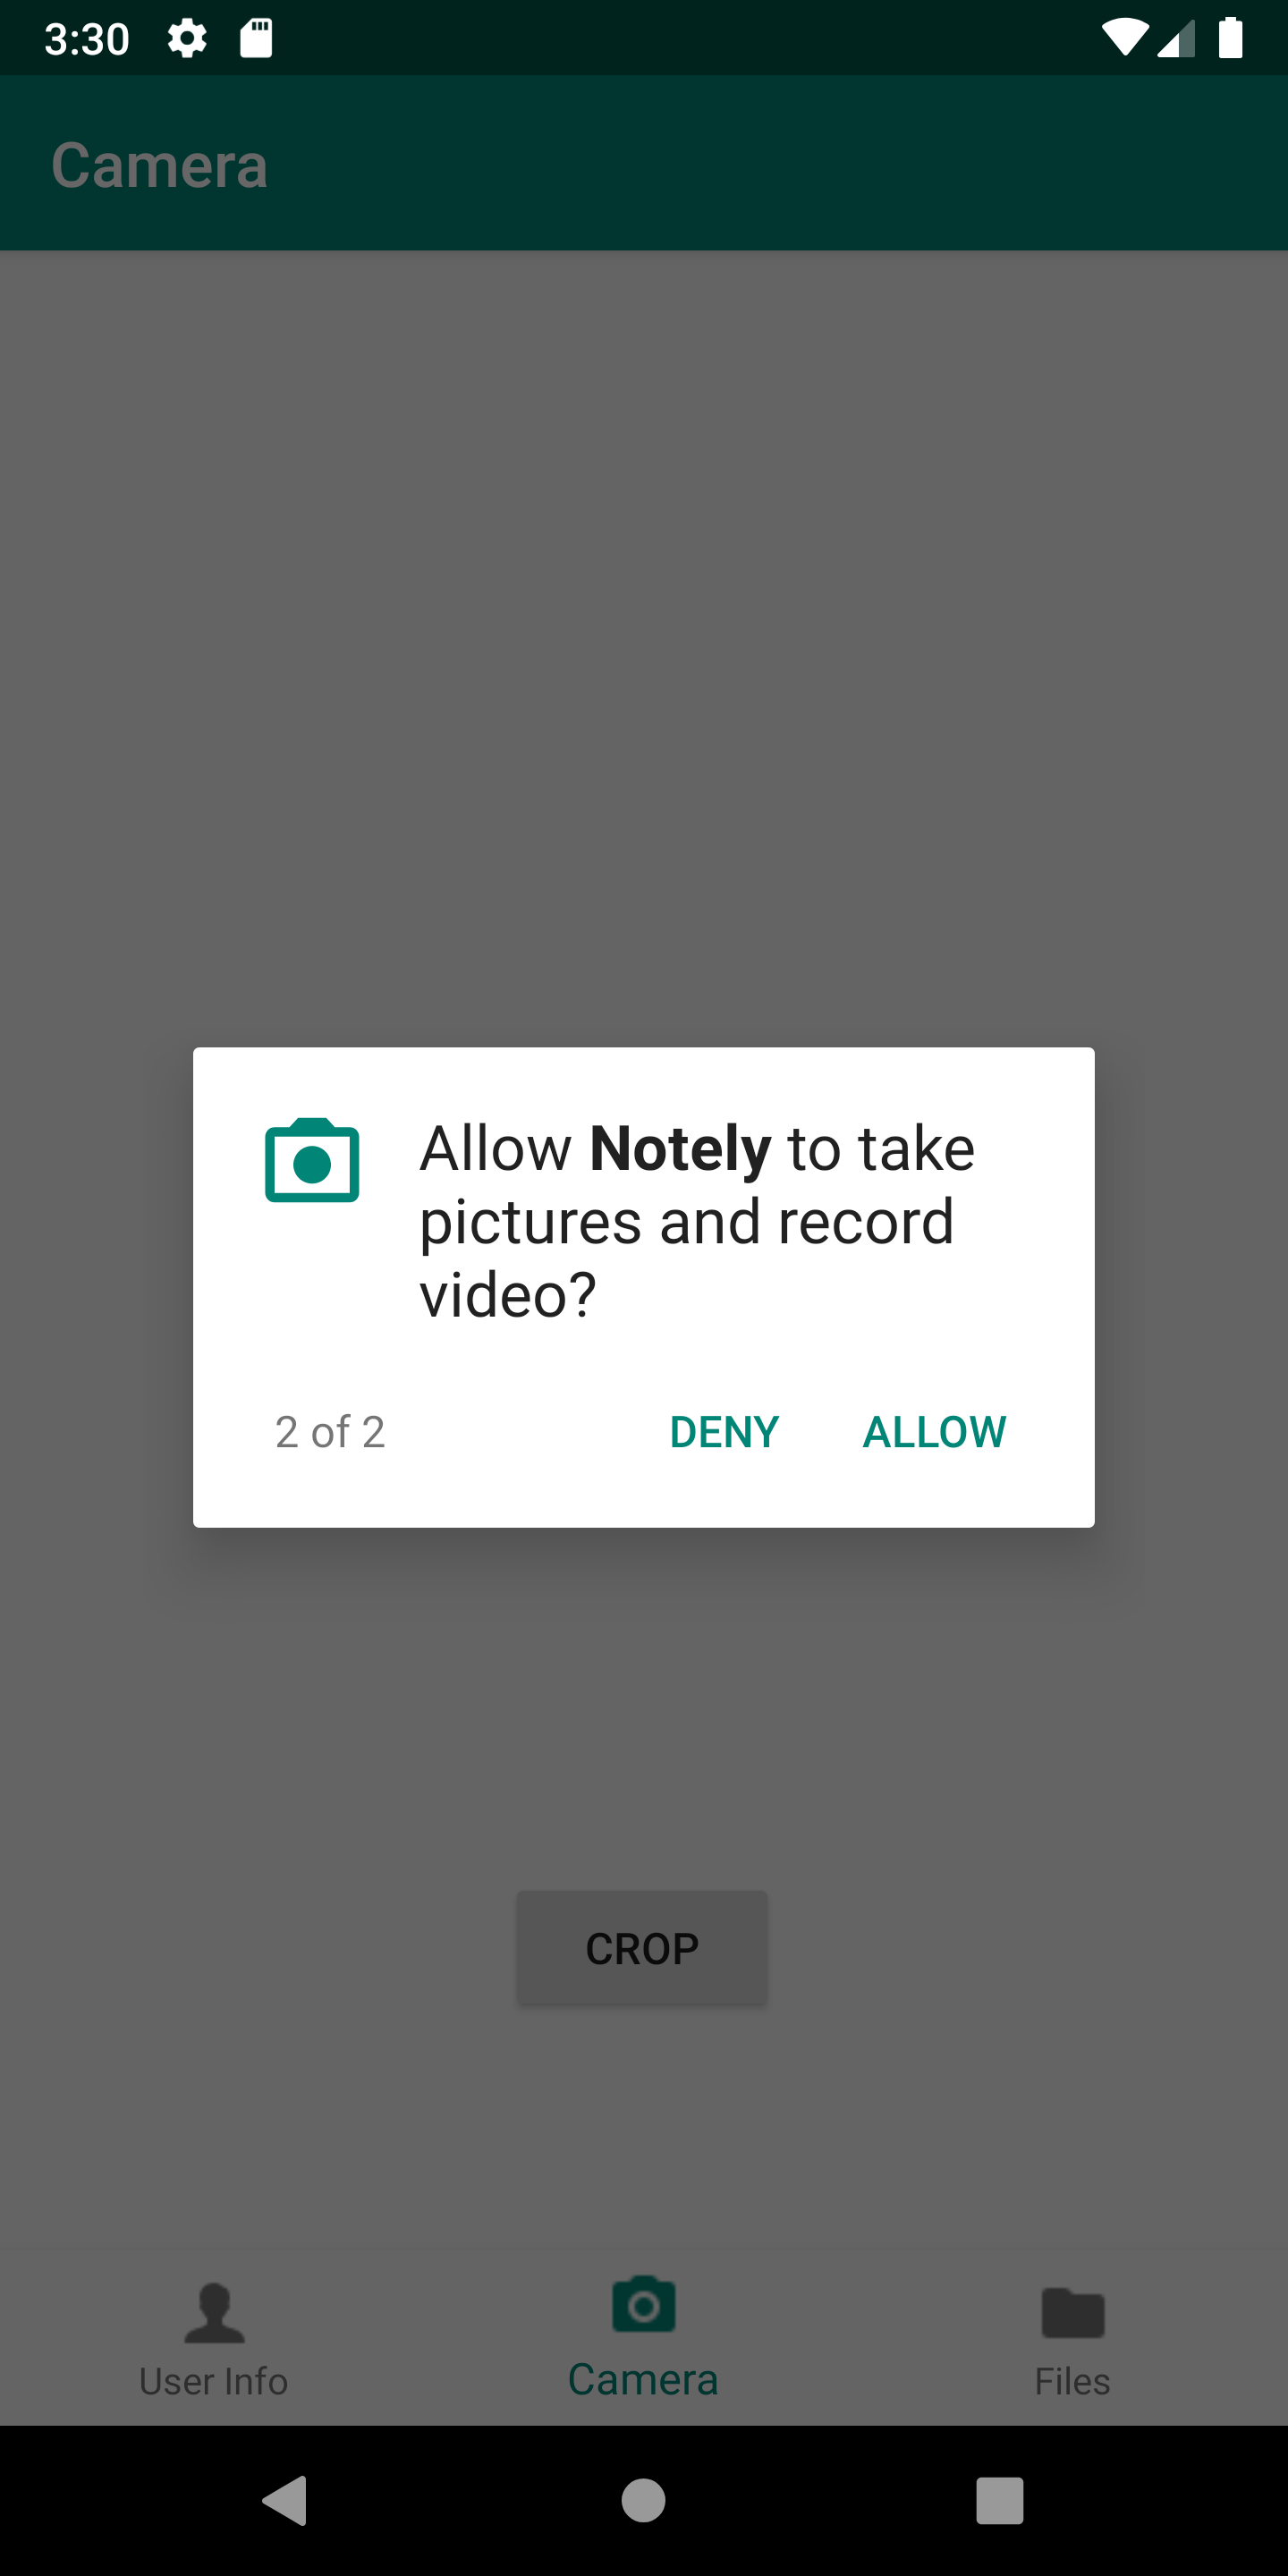 3:30
Camera
Allow Notely to take
pictures and record
video?
2 of 2
DENY
ALLOW
CROP
User Info
Camera
Files